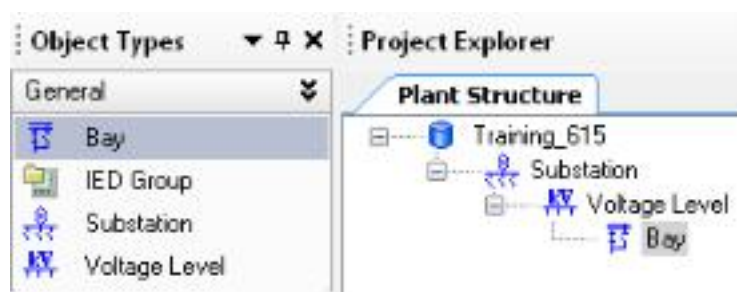 Object Types
General
Bay
IED Group
Substation
Voltage Level
Project Explorer
Plant Structure
Training_615
Substation
Voltage Level
Bay